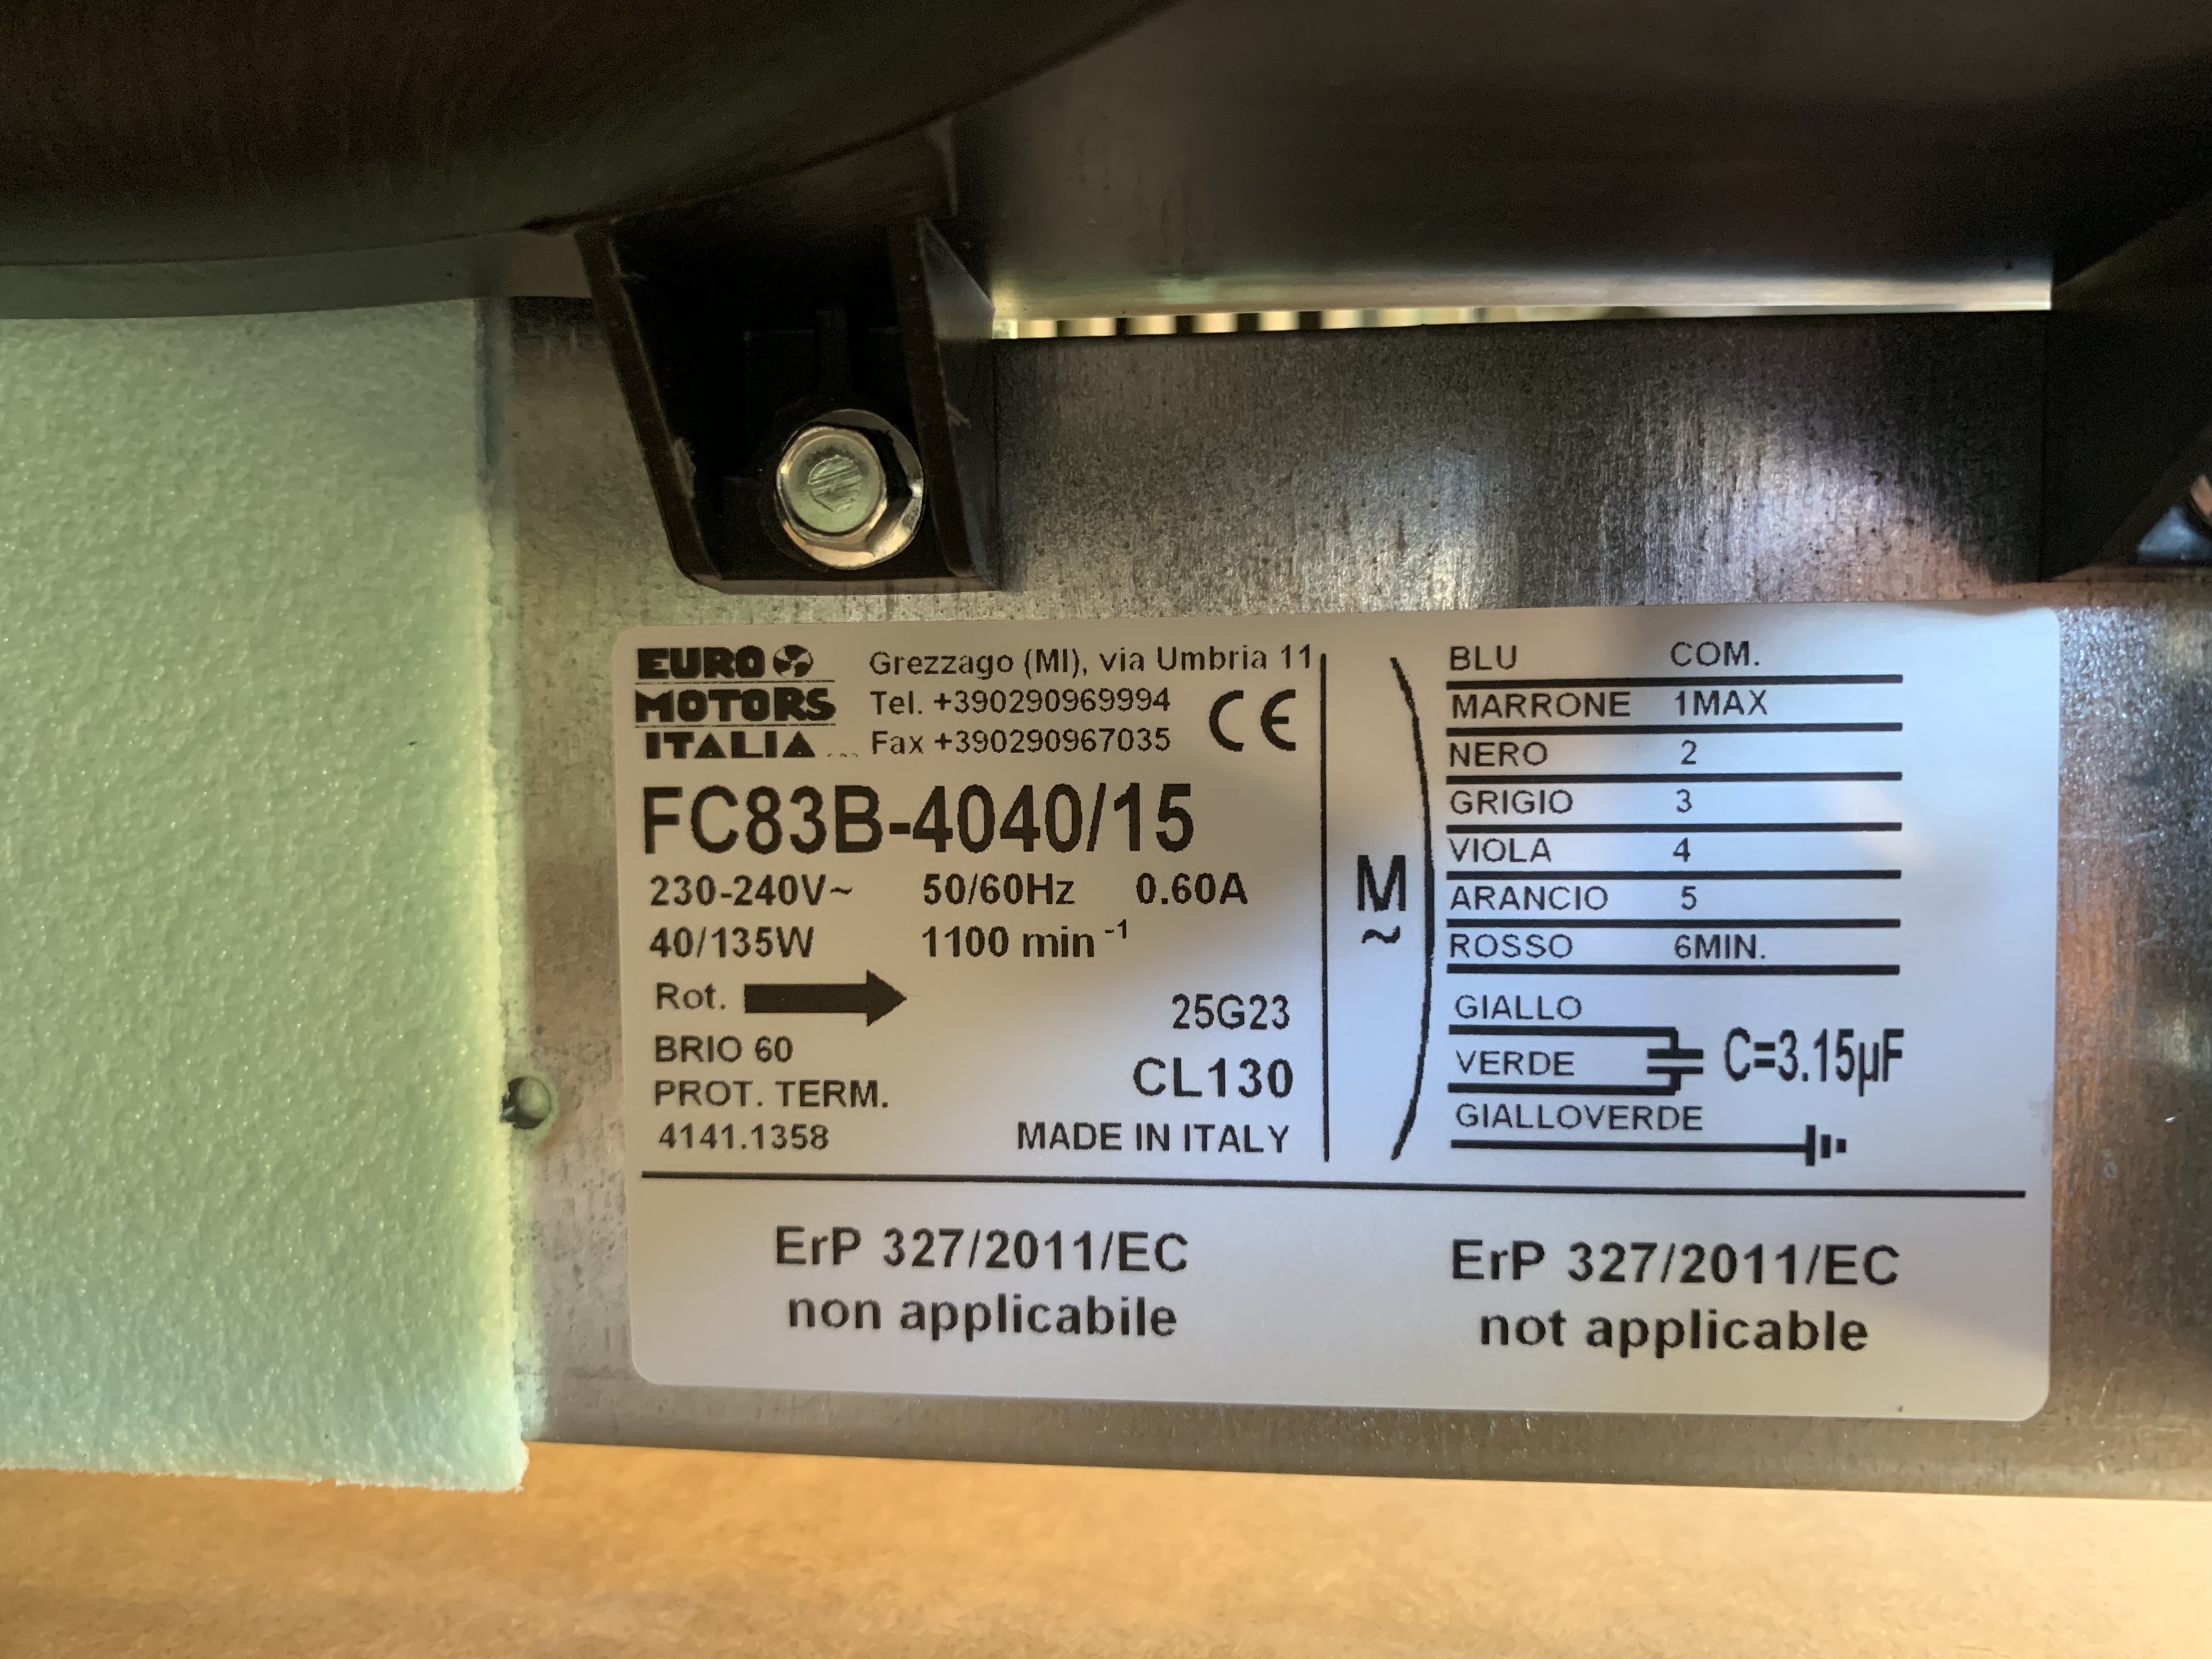 EURO
MOTORS
ITALIA
Grezzago (MI), via Umbria 11
Tel. +390290969994
Fax +390290967035
CE
FC83B-4040/15
230-240V~ 50/60Hz 0.60A
40/135W 1100 min -1
Rot.
25G23
BRIO 60
CL130
PROT. TERM.
4141.1358
MADE IN ITALY
M
~
BLU COM.
MARRONE 1MAX
NERO 2
GRIGIO 3
VIOLA 4
ARANCIO 5
ROSSO 6MIN.
GIALLO
VERDE
C=3.15µF
GIALLOVERDE
ErP 327/2011/EC
non applicabile
ErP 327/2011/EC
not applicable